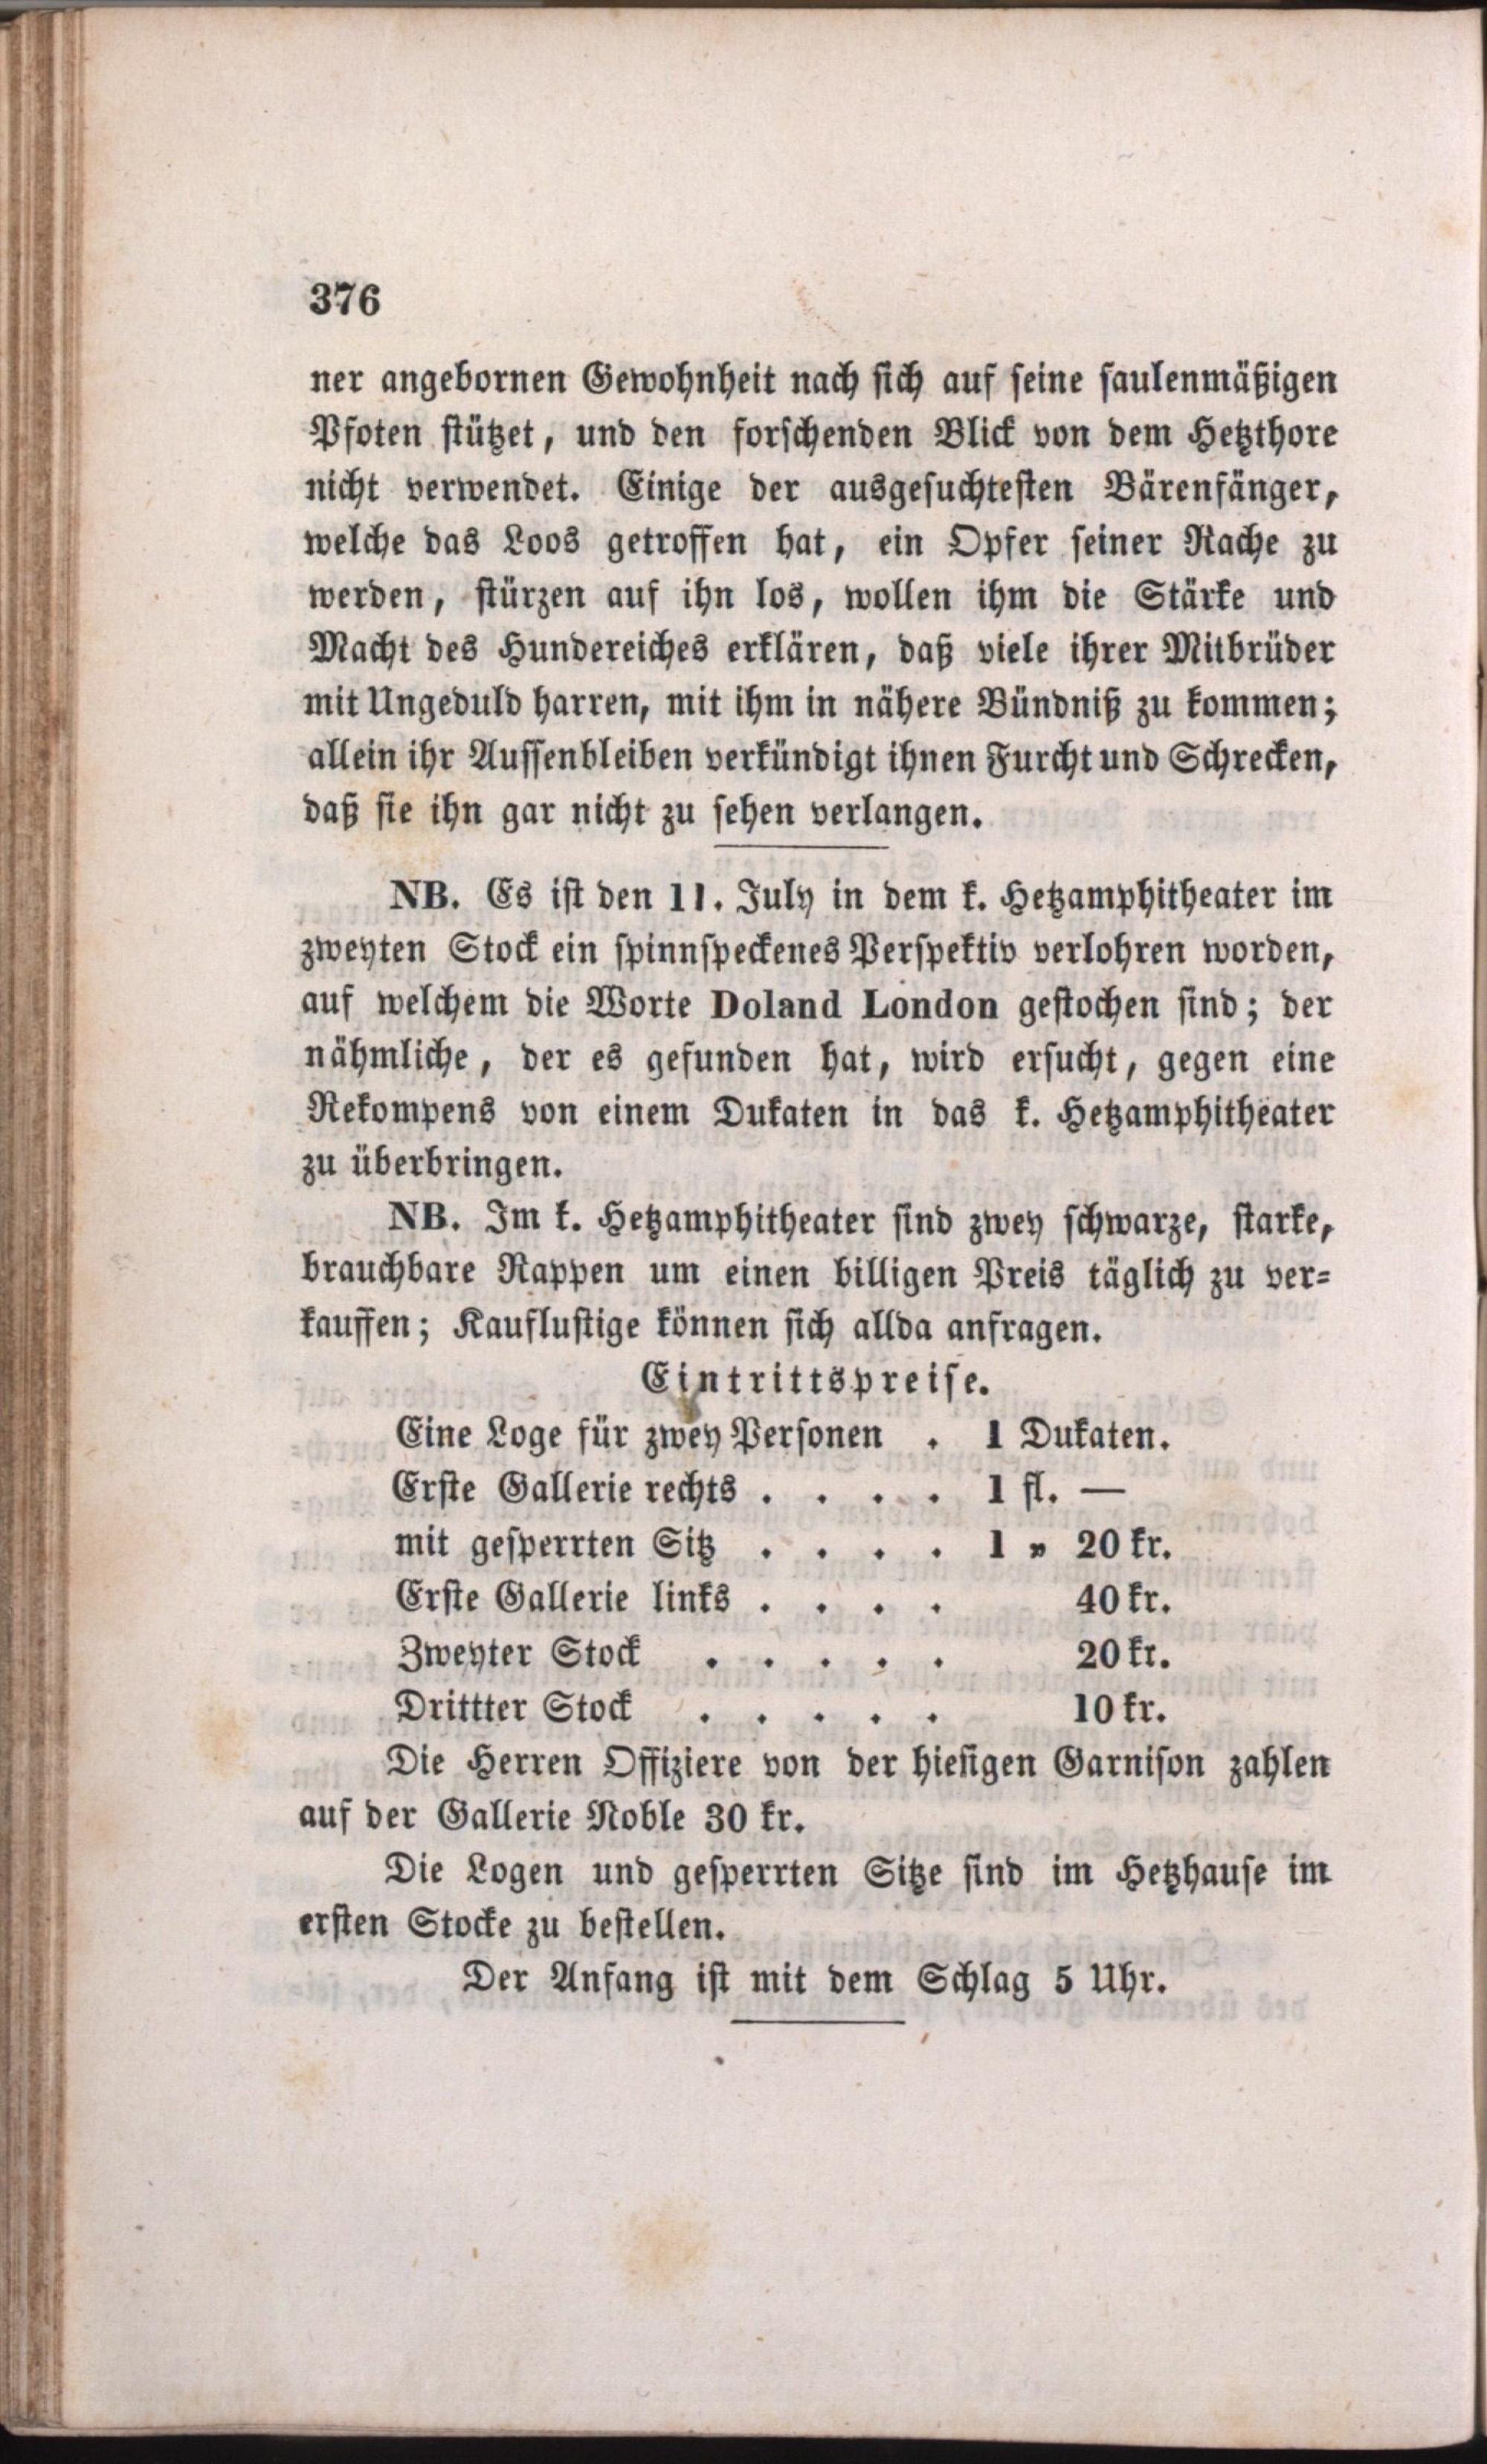 376
ner angebornen Gewohnheit nach sich auf seine saulenmäßigen
Pfoten stützet, und den forschenden Blick von dem Hetzthore
nicht verwendet. Einige der ausgesuchtesten Bärenfänger,
welche das Loos getroffen hat, ein Opfer seiner Rache zu
werden, stürzen auf ihn los, wollen ihm die Stärke und
Macht des Hundereiches erklären, daß viele ihrer Mitbrüder
mit Ungeduld harren, mit ihm in nähere Bündniß zu kommen;
allein ihr Aussenbleiben verkündigt ihnen Furcht und Schrecken,
daß sie ihn gar nicht zu sehen verlangen.
NB. Es ist den 11. July in dem k. Hetzamphitheater im
zweyten Stock ein spinnspeckenes Perspektiv verlohren worden,
auf welchem die Worte Doland London gestochen sind; der
nähmliche, der es gefunden hat, wird ersucht, gegen eine
Rekompens von einem Dukaten in das k. Hetzamphitheater
zu überbringen.
NB. Im k. Hetzamphitheater sind zwey schwarze, starke,
brauchbare Rappen um einen billigen Preis täglich zu ver-
kauffen; Kauflustige können sich allda anfragen.
Eintrittspreise.
Eine Loge für zwey Personen . 1 Dukaten.
Erste Gallerie rechts . . . . 1 fl. —
mit gesperrten Sitz . . . . 1 „ 20 kr.
Erste Gallerie links . . . . 40 kr.
Zweyter Stock . . . . . 20 kr.
Drittter Stock . . . . . 10 kr.
Die Herren Offiziere von der hiesigen Garnison zahlen
auf der Gallerie Noble 30 kr.
Die Logen und gesperrten Sitze sind im Hetzhause im
ersten Stocke zu bestellen.
Der Anfang ist mit dem Schlag 5 Uhr.